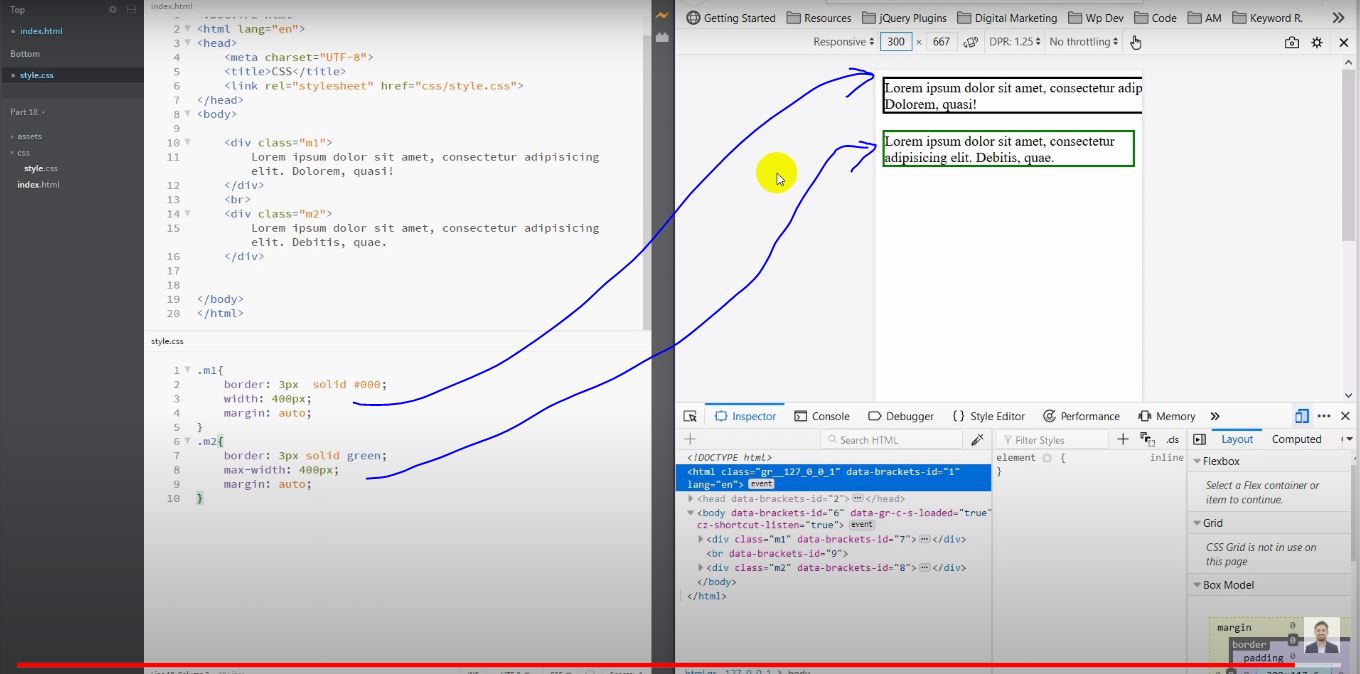 Top
index.html
Bottom
style.css
Part 18
assets
css
style.css
index.html
index.html
2 <html lang="en">
3 <head>
4 <meta charset="UTF-8">
5 <title>CSS</title>
6 <link rel="stylesheet" href="css/style.css">
7 </head>
8 <body>
9
10 <div class="m1">
11 Lorem ipsum dolor sit amet, consectetur adipisicing
elit. Dolorem, quasi!
12 </div>
13 <br>
14 <div class="m2">
15 Lorem ipsum dolor sit amet, consectetur adipisicing
elit. Debitis, quae.
16 </div>
17
18
19 </body>
20 </html>
style.css
1 .m1{
2 border: 3px solid #000;
3 width: 400px;
4 margin: auto;
5 }
6 .m2{
7 border: 3px solid green;
8 max-width: 400px;
9 margin: auto;
10 }
Getting Started Resources jQuery Plugins Digital Marketing Wp Dev Code AM Keyword R.
Responsive 300 × 667 DPR: 1.25 No throttling
Lorem ipsum dolor sit amet, consectetur adip
Dolorem, quasi!
Lorem ipsum dolor sit amet, consectetur
adipisicing elit. Debitis, quae.
Inspector Console Debugger Style Editor Performance Memory
Search HTML
Filter Styles
.cls
Layout Computed
<!DOCTYPE html>
<html class="gr__127_0_0_1" data-brackets-id="1"
lang="en"> event
<head data-brackets-id="2"> </head>
<body data-brackets-id="6" data-gr-c-s-loaded="true"
cz-shortcut-listen="true"> event
<div class="m1" data-brackets-id="7"> </div>
<br data-brackets-id="9">
<div class="m2" data-brackets-id="8"> </div>
</body>
</html>
element { inline
}
Flexbox
Select a Flex container or
item to continue.
Grid
CSS Grid is not in use on
this page
Box Model
margin 0
border 0
padding 0